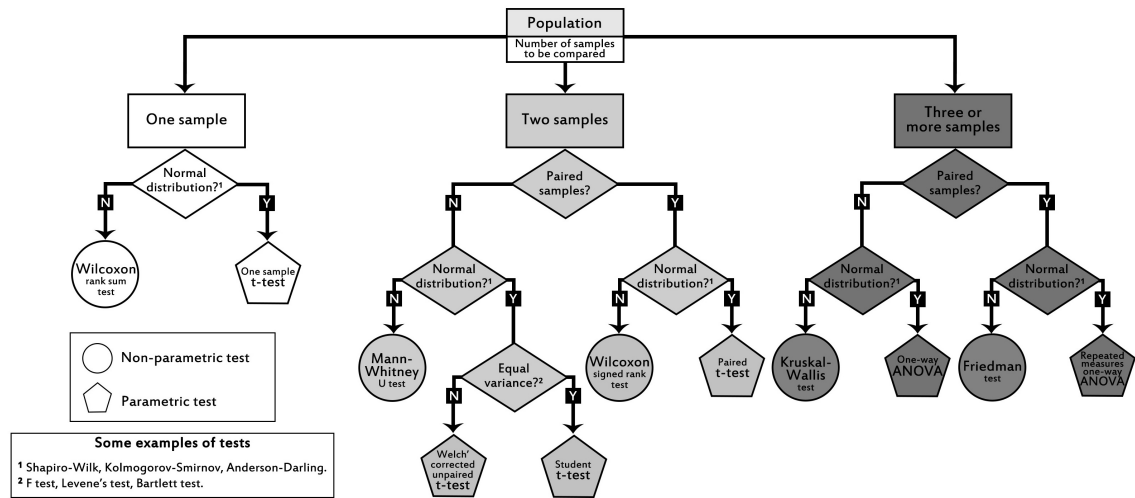 Population
Number of samples
to be compared
One sample
Two samples
Three or
more samples
Normal
distribution?¹
Paired
samples?
Paired
samples?
N
Y
N
Y
N
Y
Wilcoxon
rank sum
test
One sample
t-test
Normal
distribution?¹
Normal
distribution?¹
Normal
distribution?¹
Normal
distribution?¹
N
Y
N
Y
N
Y
N
Y
Mann-
Whitney
U test
Equal
variance?²
Wilcoxon
signed rank
test
Paired
t-test
Kruskal-
Wallis
test
One-way
ANOVA
Friedman
test
Repeated
measures
one-way
ANOVA
N
Y
Welch'
corrected
unpaired
t-test
Student
t-test
Non-parametric test
Parametric test
Some examples of tests
¹ Shapiro-Wilk, Kolmogorov-Smirnov, Anderson-Darling.
² F test, Levene's test, Bartlett test.